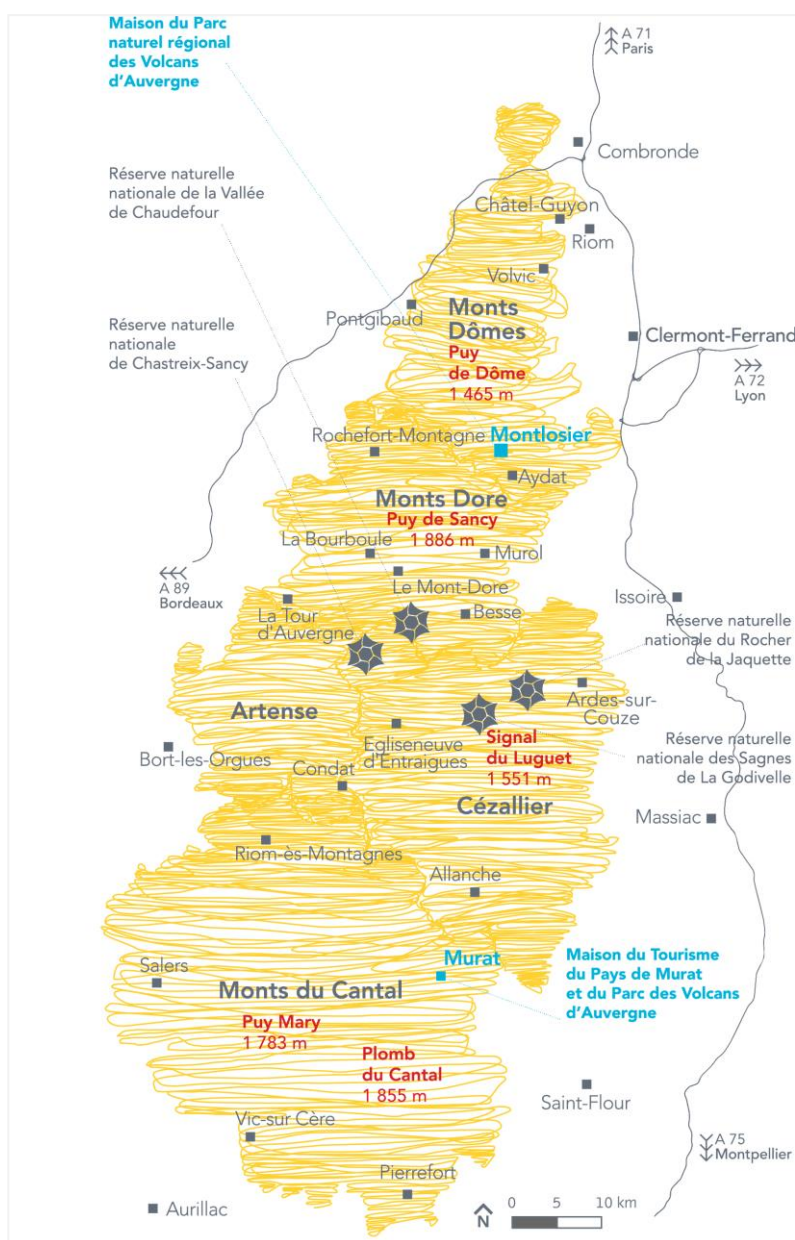 Maison du Parc
naturel régional
des Volcans
d'Auvergne
A 71
Paris
Combronde
Réserve naturelle
nationale de la Vallée
de Chaudefour
Châtel-Guyon
Riom
Volvic
Pontgibaud
Monts
Dômes
Puy
de Dôme
1 465 m
Réserve naturelle
nationale
de Chastreix-Sancy
Clermont-Ferrand
A 72
Lyon
Rochefort-Montagne
Montlosier
Aydat
Monts Dore
Puy de Sancy
1 886 m
La Bourboule
Murol
Le Mont-Dore
A 89
Bordeaux
La Tour
d'Auvergne
Besse
Issoire
Réserve naturelle
nationale du Rocher
de la Jaquette
Artense
Ardes-sur-
Couze
Egliseneuve
d'Entraigues
Signal
du Luguet
1 551 m
Réserve naturelle
nationale des Sagnes
de La Godivelle
Bort-les-Orgues
Condat
Cézallier
Massiac
Riom-ès-Montagnes
Allanche
Murat
Maison du Tourisme
du Pays de Murat
et du Parc des Volcans
d'Auvergne
Salers
Monts du Cantal
Puy Mary
1 783 m
Plomb
du Cantal
1 855 m
Saint-Flour
Vic-sur Cère
A 75
Montpellier
Pierrefort
Aurillac
N
0 5 10 km